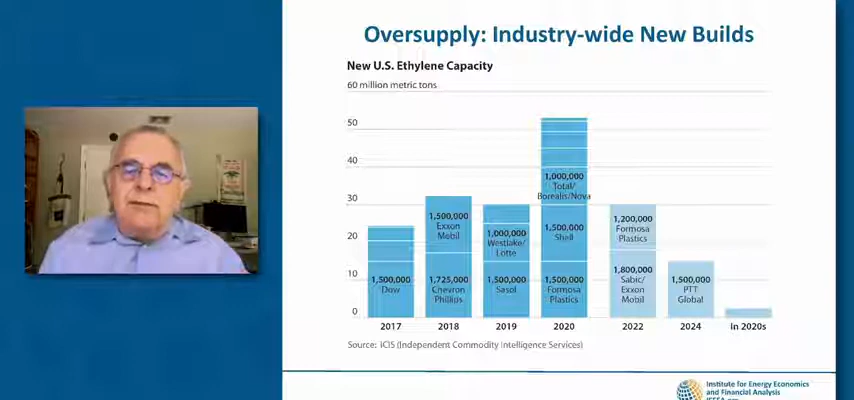 Oversupply: Industry-wide New Builds
New U.S. Ethylene Capacity
60 million metric tons
50
40
30
20
10
0
1,500,000
Dow
2017
1,500,000
Exxon
Mobil
1,725,000
Chevron
Phillips
2018
1,000,000
Westlake/
Lotte
1,500,000
Sasol
2019
1,000,000
Total/
Borealis/Nova
1,500,000
Shell
1,500,000
Formosa
Plastics
2020
1,200,000
Formosa
Plastics
1,800,000
Sabic/
Exxon
Mobil
2022
1,500,000
PTT
Global
2024
In 2020s
Source: ICIS (Independent Commodity Intelligence Services)
Institute for Energy Economics
and Financial Analysis